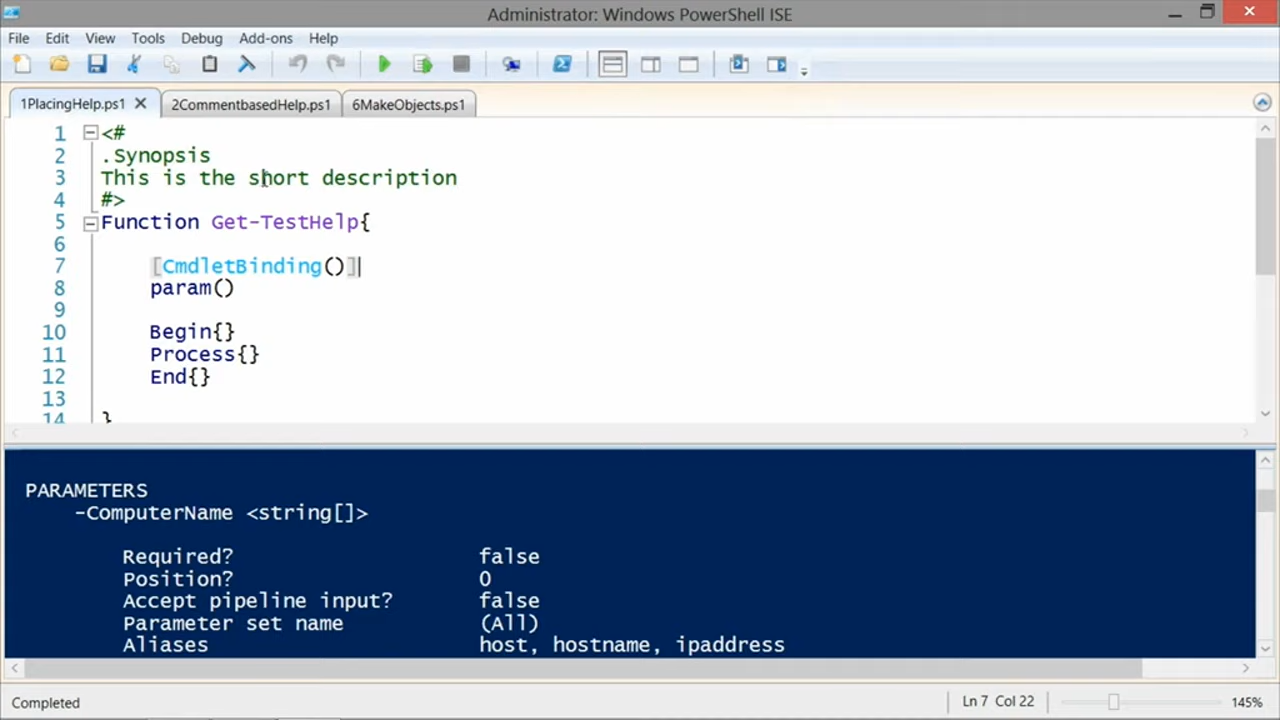 Administrator: Windows PowerShell ISE
File Edit View Tools Debug Add-ons Help
1PlacingHelp.ps1 2CommentbasedHelp.ps1 6MakeObjects.ps1
1 <#
2 .Synopsis
3 This is the short description
4 #>
5 Function Get-TestHelp{
6
7 [CmdletBinding()]
8 param()
9
10 Begin{}
11 Process{}
12 End{}
13
14 }
PARAMETERS
-ComputerName <string[]>
Required? false
Position? 0
Accept pipeline input? false
Parameter set name (All)
Aliases host, hostname, ipaddress
Completed Ln 7 Col 22 145%